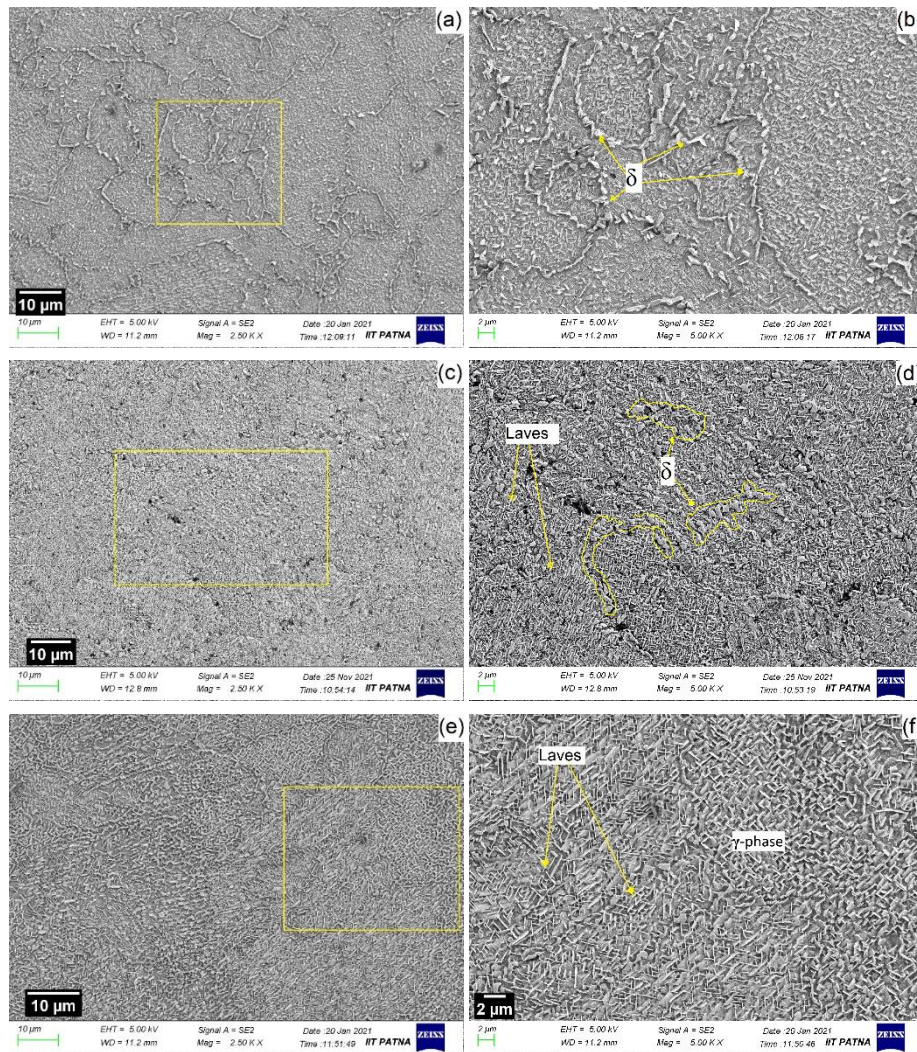 (a)
10 µm
10 µm
EHT = 5.00 kV Signal A = SE2 Date :20 Jan 2021
WD = 11.2 mm Mag = 2.50 K X Time :12:09:11 IIT PATNA ZEISS
(b)
δ
2 µm
EHT = 5.00 kV Signal A = SE2 Date :20 Jan 2021
WD = 11.2 mm Mag = 5.00 K X Time :12:08:17 IIT PATNA ZEISS
(c)
10 µm
10 µm
EHT = 5.00 kV Signal A = SE2 Date :25 Nov 2021
WD = 12.8 mm Mag = 2.50 K X Time :10:54:14 IIT PATNA ZEISS
(d)
Laves
δ
2 µm
EHT = 5.00 kV Signal A = SE2 Date :25 Nov 2021
WD = 12.8 mm Mag = 5.00 K X Time :10:53:19 IIT PATNA ZEISS
(e)
10 µm
10 µm
EHT = 5.00 kV Signal A = SE2 Date :20 Jan 2021
WD = 11.2 mm Mag = 2.50 K X Time :11:51:49 IIT PATNA ZEISS
(f)
Laves
γ-phase
2 µm
2 µm
EHT = 5.00 kV Signal A = SE2 Date :20 Jan 2021
WD = 11.2 mm Mag = 5.00 K X Time :11:50:46 IIT PATNA ZEISS